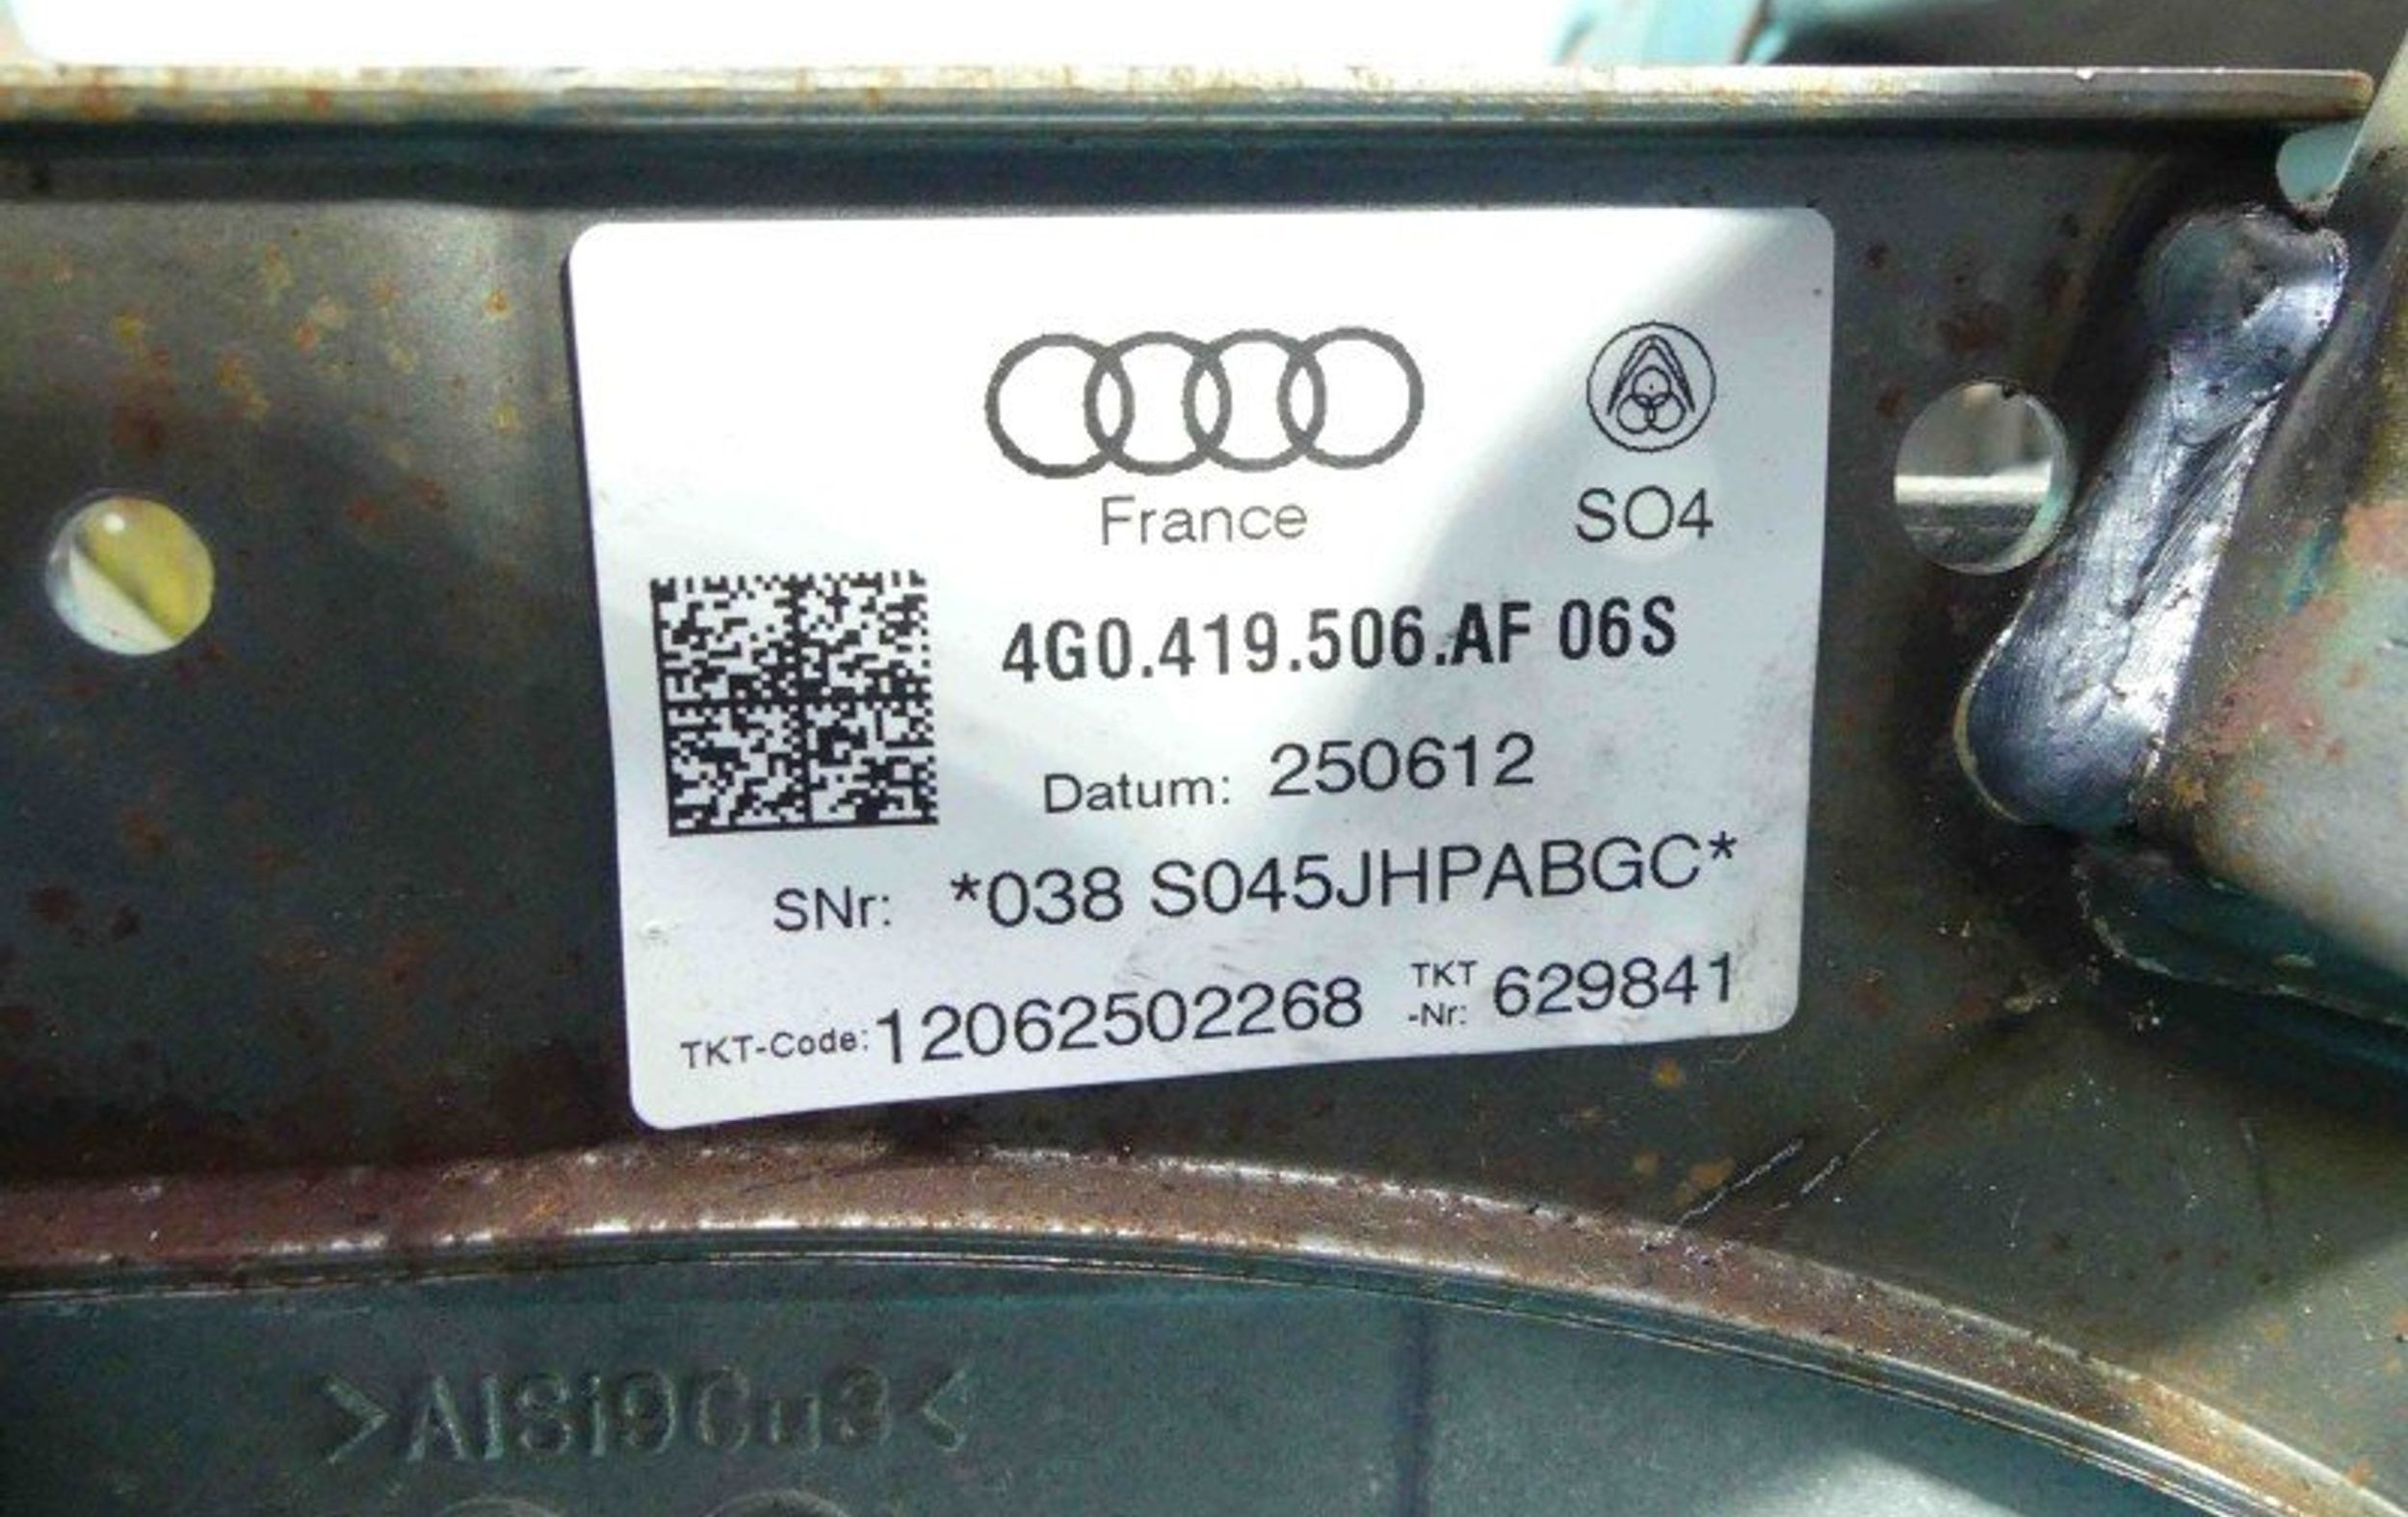 France
SO4
4G0.419.506.AF 06S
Datum: 250612
SNr: *038 S045JHPABGC*
TKT-Code: 12062502268 TKT-Nr: 629841
>AlSi9Cu3<